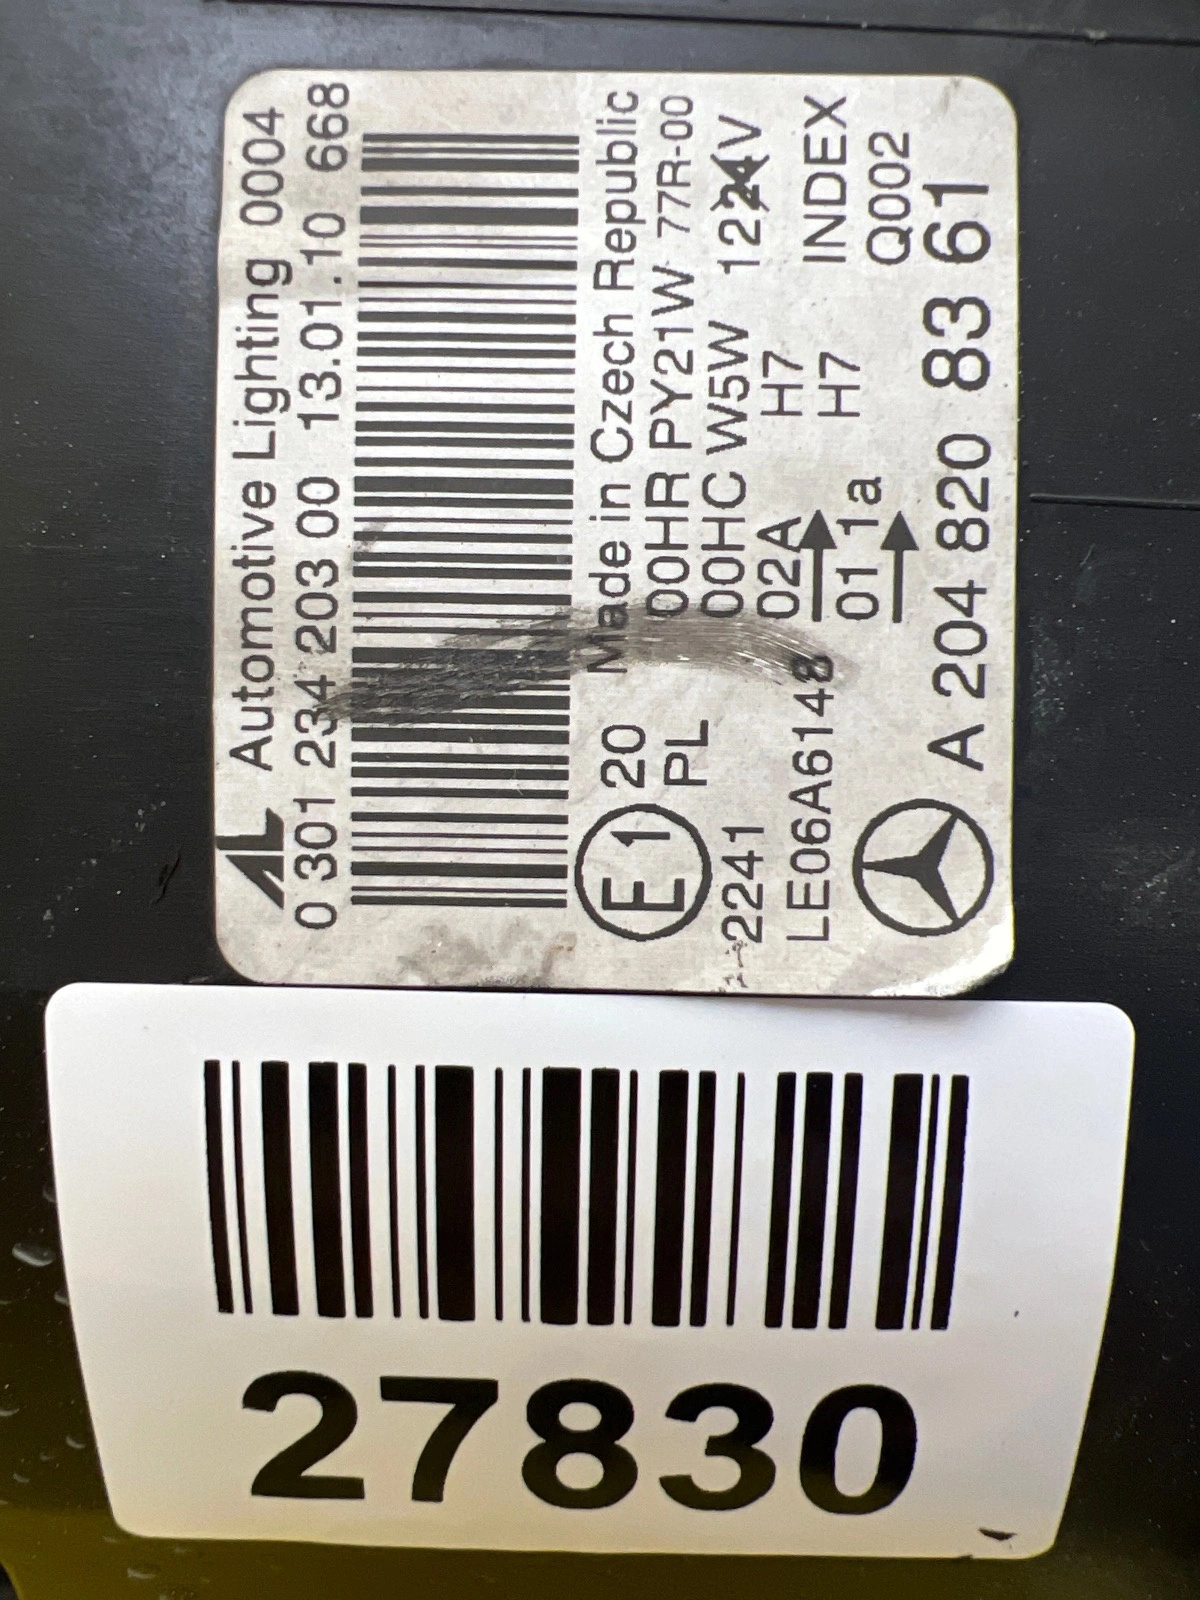 AL Automotive Lighting 0004
0 301 234 203 00 13.01.10 668
E1 20 Made in Czech Republic
PL 00HR PY21W 77R-00
2241 00HC W5W 1224V
02A H7
LE06A6148 INDEX
01 1a H7 Q002
A 204 820 83 61
27830